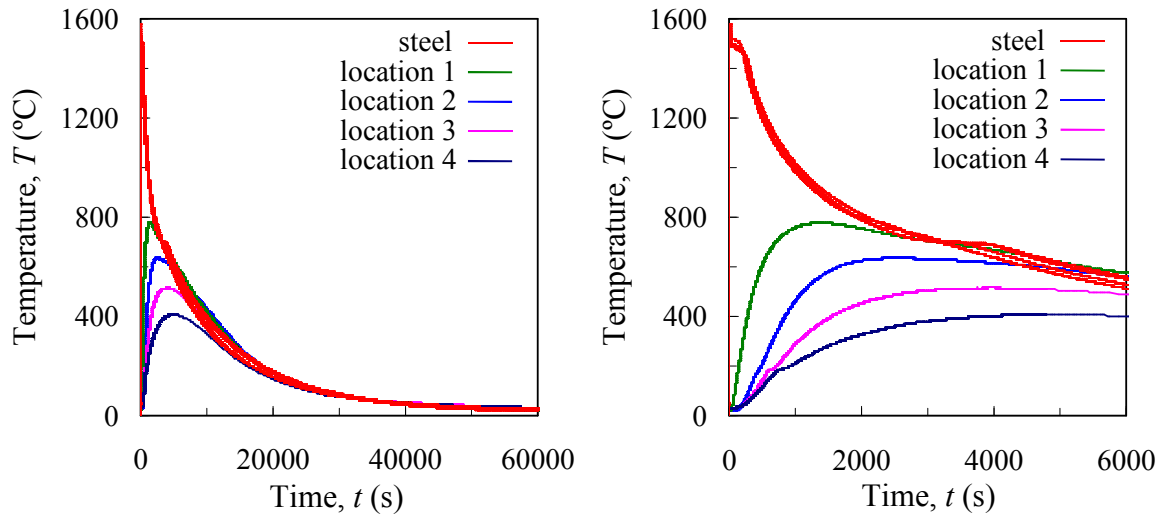 1600
1200
800
400
0
Temperature, T (ºC)
steel
location 1
location 2
location 3
location 4
0
20000
40000
60000
Time, t (s)
1600
1200
800
400
0
Temperature, T (ºC)
steel
location 1
location 2
location 3
location 4
0
2000
4000
6000
Time, t (s)